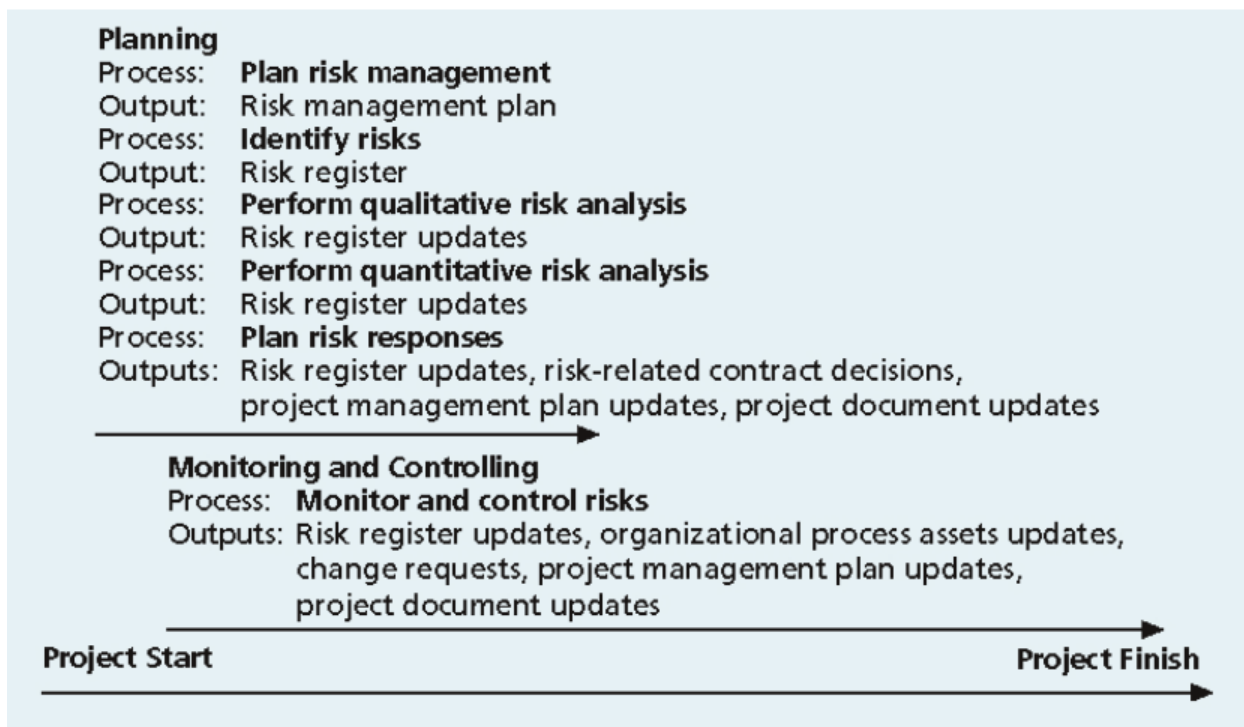 Planning
Process: Plan risk management
Output: Risk management plan
Process: Identify risks
Output: Risk register
Process: Perform qualitative risk analysis
Output: Risk register updates
Process: Perform quantitative risk analysis
Output: Risk register updates
Process: Plan risk responses
Outputs: Risk register updates, risk-related contract decisions,
project management plan updates, project document updates
Monitoring and Controlling
Process: Monitor and control risks
Outputs: Risk register updates, organizational process assets updates,
change requests, project management plan updates,
project document updates
Project Start Project Finish